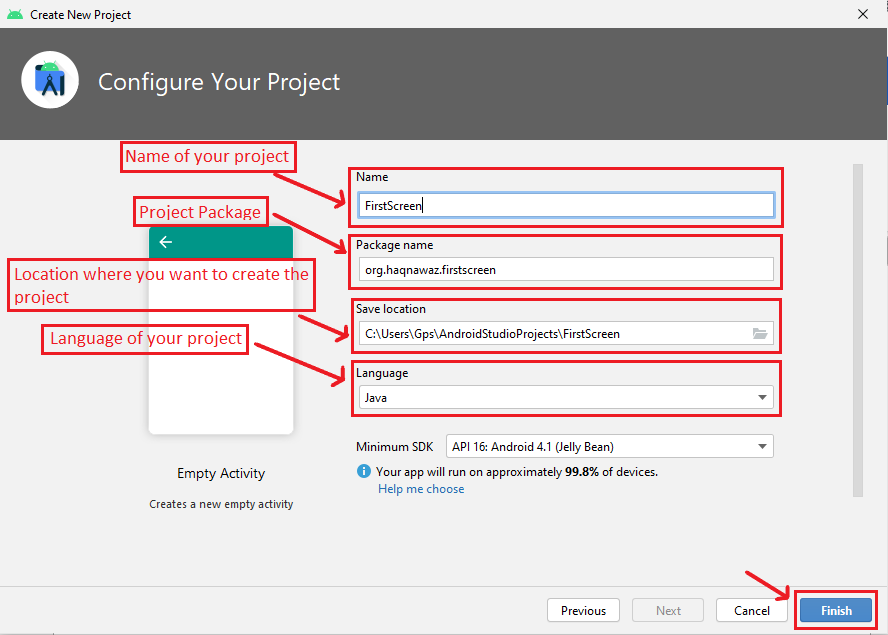 Create New Project
Configure Your Project
Name of your project
Name
FirstScreen
Project Package
Package name
org.haqnawaz.firstscreen
Location where you want to create the
project
Save location
C:\Users\Gps\AndroidStudioProjects\FirstScreen
Language of your project
Language
Java
Minimum SDK
API 16: Android 4.1 (Jelly Bean)
Your app will run on approximately 99.8% of devices.
Help me choose
Empty Activity
Creates a new empty activity
Previous
Next
Cancel
Finish